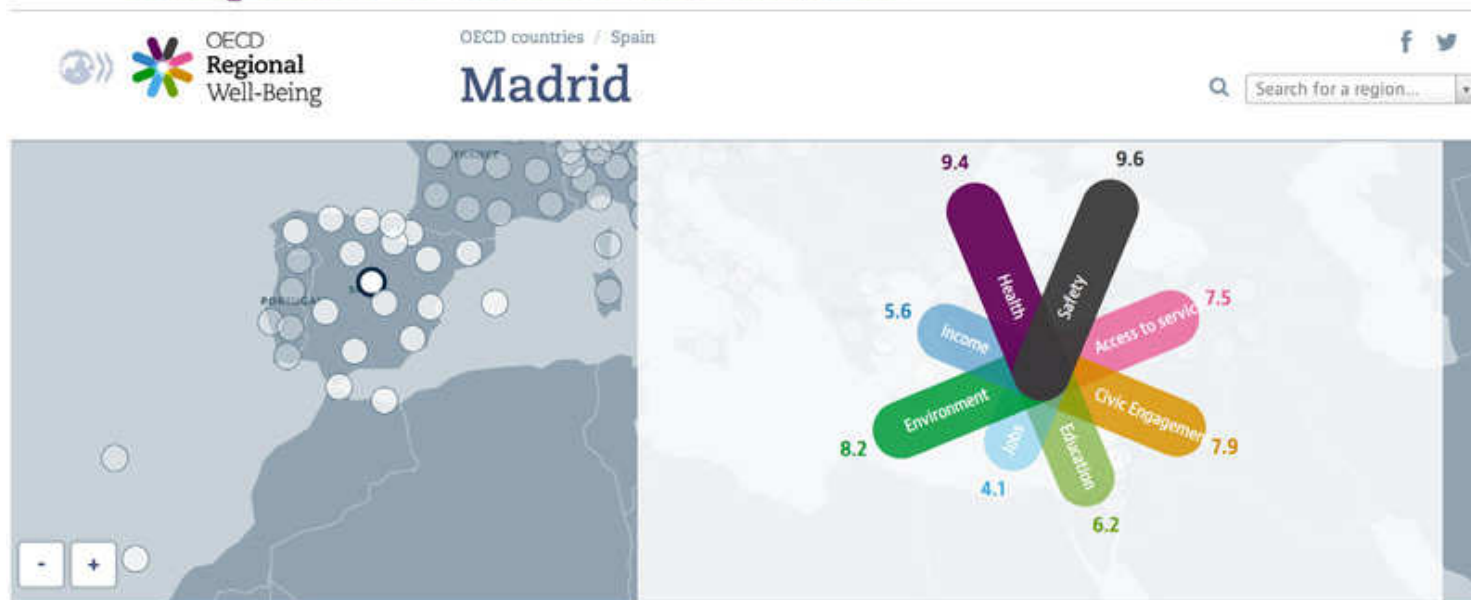 OECD
Regional
Well-Being
OECD countries / Spain
Madrid
Search for a region...
PORTUGAL
- +
9.4
9.6
7.5
7.9
6.2
4.1
8.2
5.6
Health
Safety
Access to servic
Civic Engagemen
Education
Jobs
Environment
Income